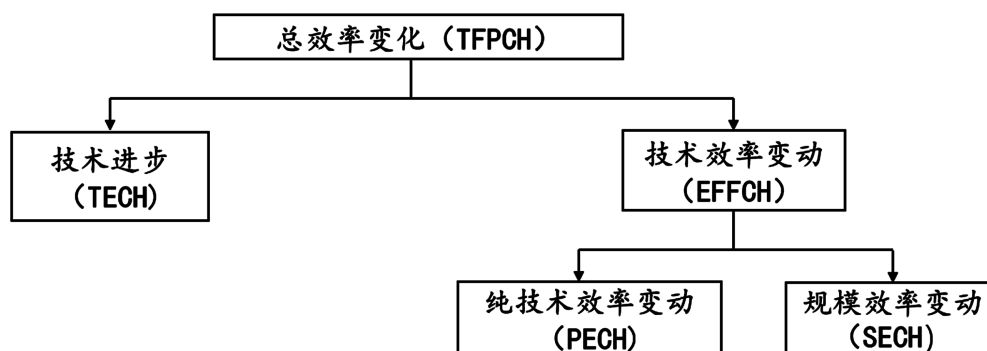 总效率变化（TFPCH）
技术进步
（TECH)
技术效率变动
（EFFCH）
纯技术效率变动
（PECH）
规模效率变动
（SECH)